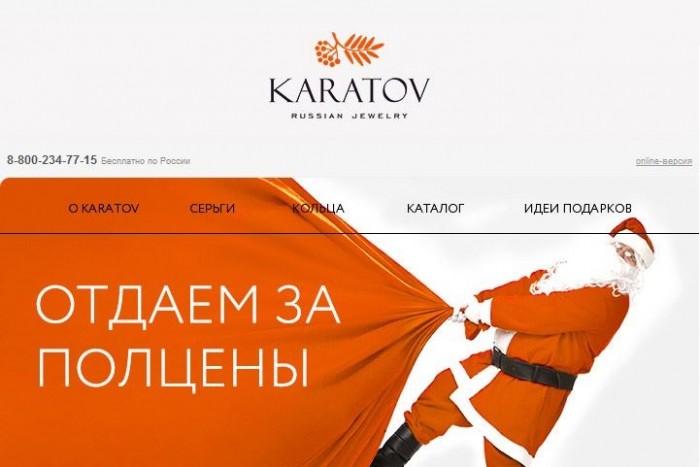 KARATOV
RUSSIAN JEWELRY
8-800-234-77-15 Бесплатно по России
online-версия
О KARATOV
СЕРЬГИ
КОЛЬЦА
КАТАЛОГ
ИДЕИ ПОДАРКОВ
ОТДАЕМ ЗА
ПОЛЦЕНЫ